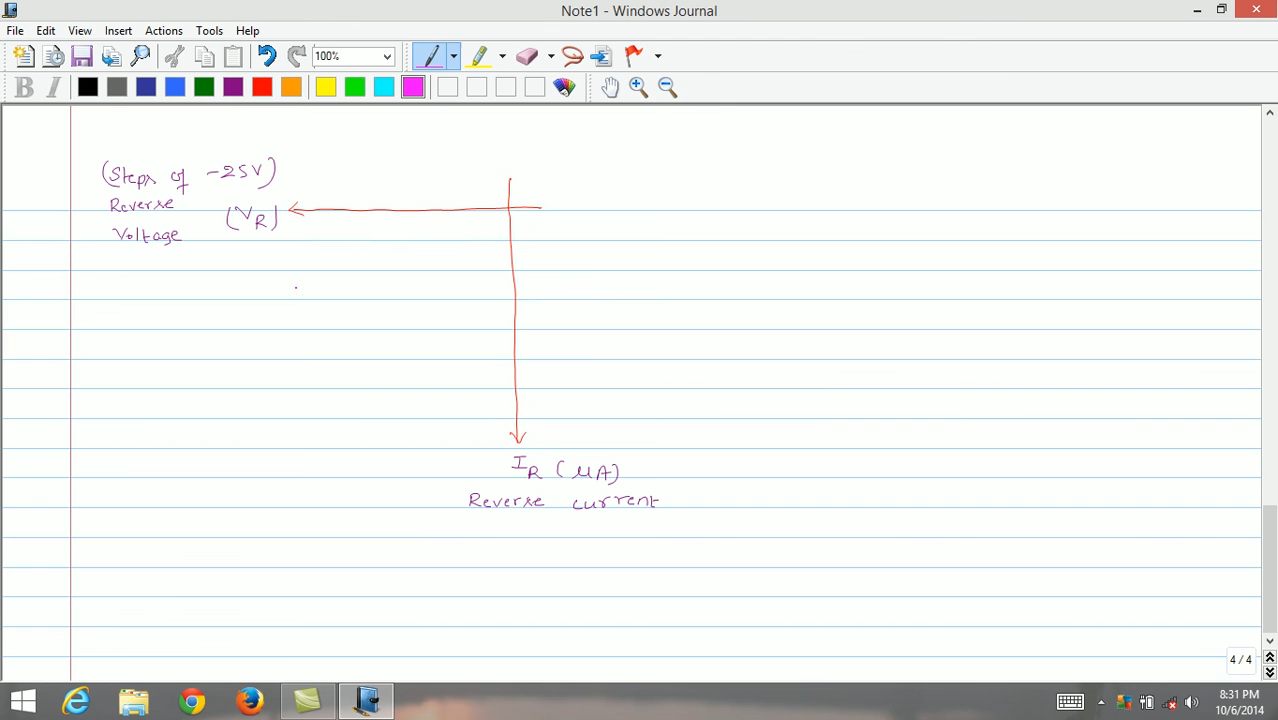 Note1 - Windows Journal
File Edit View Insert Actions Tools Help
100%
B I
(Steps of -25V)
Reverse (VR)
Voltage
IR (μA)
Reverse current
4 / 4
8:31 PM
10/6/2014